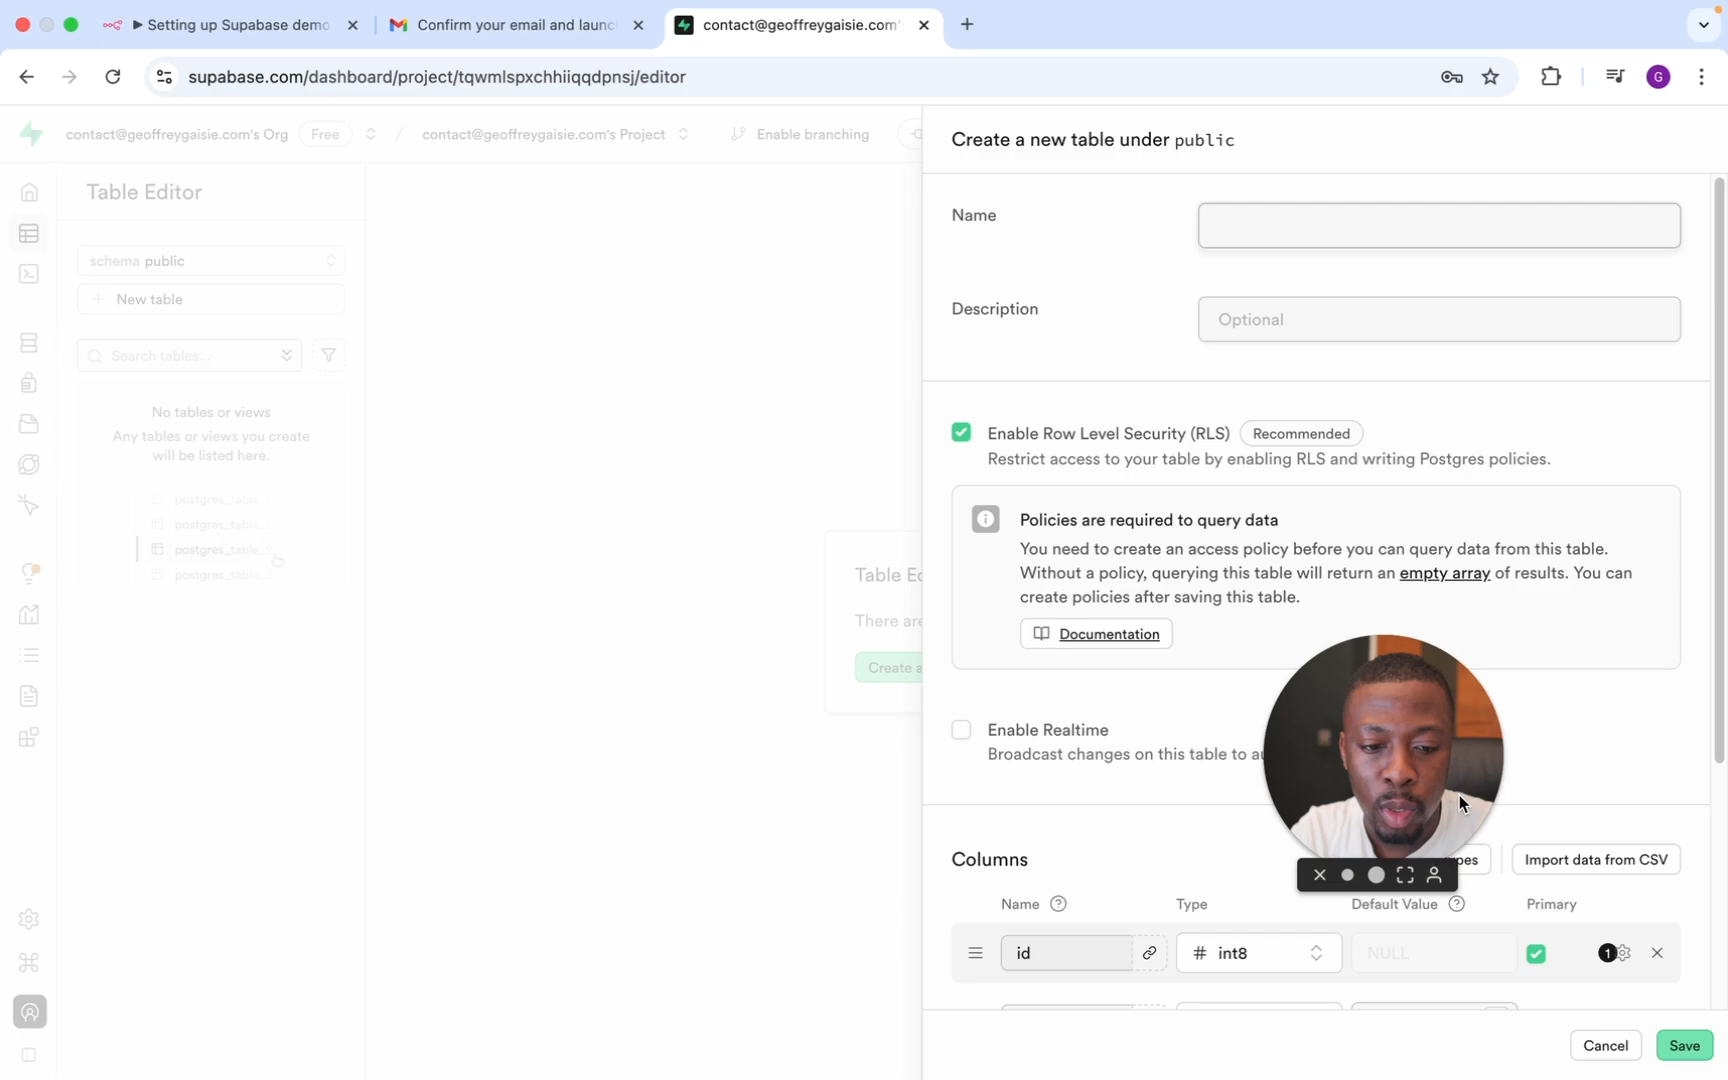 Setting up Supabase demo
Confirm your email and launc
contact@geoffreygaisie.com'
supabase.com/dashboard/project/tqwmlspxchhiiqqdpnsj/editor
G
contact@geoffreygaisie.com's Org
Free
/
contact@geoffreygaisie.com's Project
Enable branching
Create a new table under public
Table Editor
schema public
New table
Search tables...
No tables or views
Any tables or views you create
will be listed here.
postgres_table_
postgres_table_
postgres_table_
postgres_table_
Table Ed
There are
Create a
Name
Description
Optional
Enable Row Level Security (RLS)
Recommended
Restrict access to your table by enabling RLS and writing Postgres policies.
Policies are required to query data
You need to create an access policy before you can query data from this table.
Without a policy, querying this table will return an empty array of results. You can
create policies after saving this table.
Documentation
Enable Realtime
Broadcast changes on this table to au
Columns
pes
Import data from CSV
Name
Type
Default Value
Primary
id
# int8
NULL
1
Cancel
Save